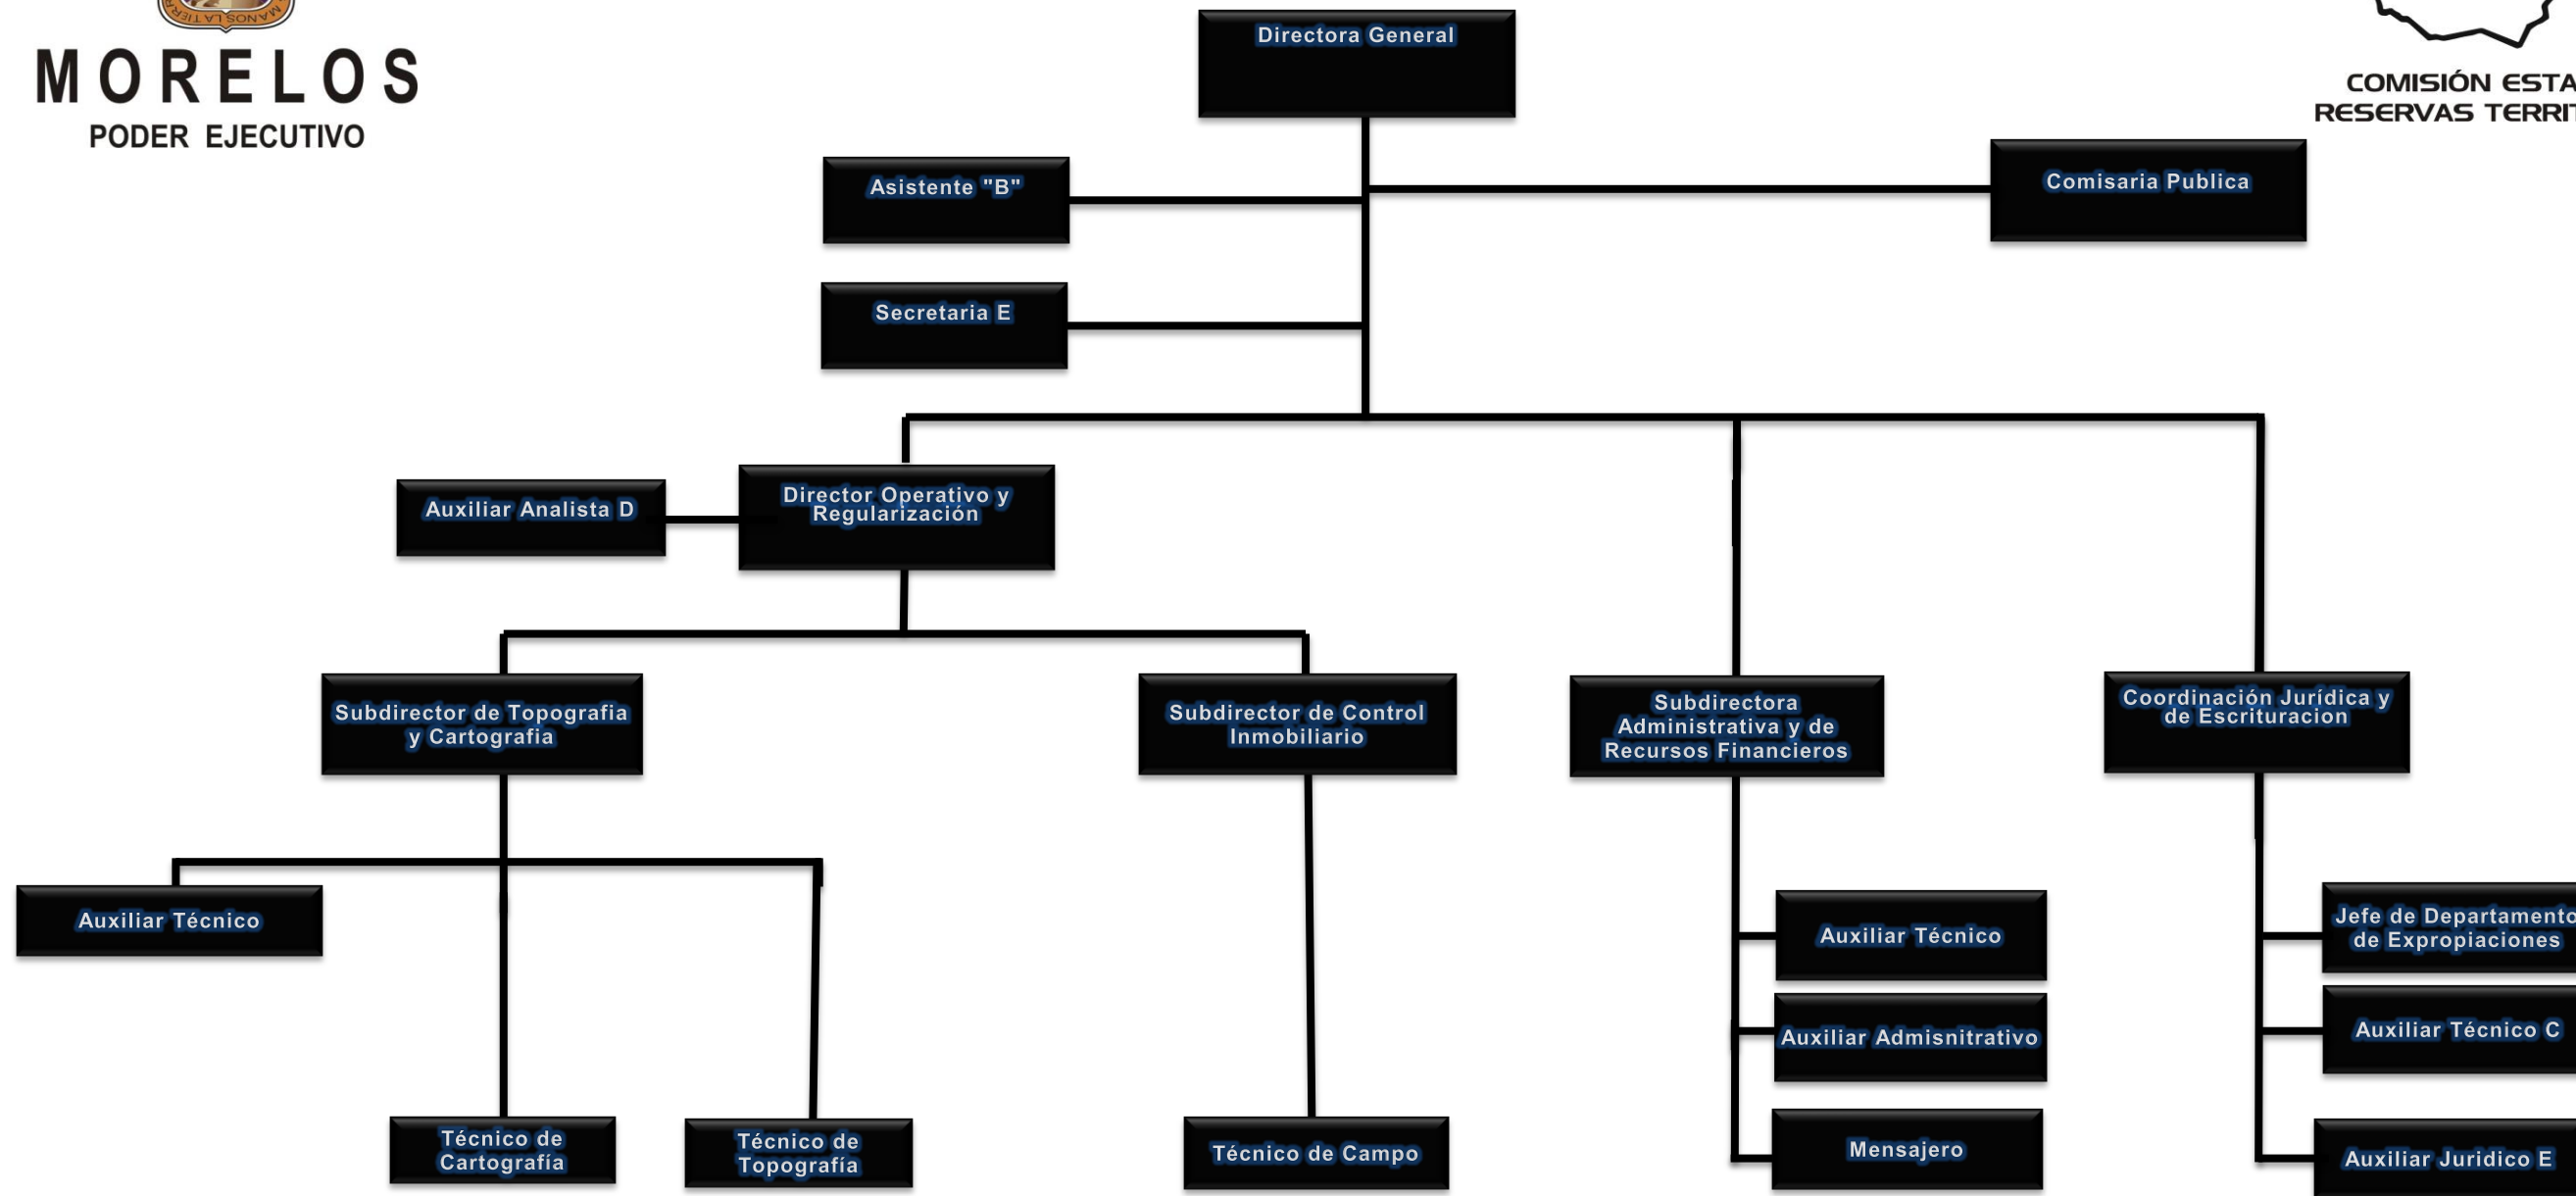 MANOS LA TIERRA
MORELOS
PODER EJECUTIVO
COMISIÓN ESTA
RESERVAS TERRIT
Directora General
Asistente "B"
Comisaria Publica
Secretaria E
Auxiliar Analista D
Director Operativo y
Regularización
Subdirector de Topografia
y Cartografia
Subdirector de Control
Inmobiliario
Subdirectora
Administrativa y de
Recursos Financieros
Coordinación Jurídica y
de Escrituracion
Auxiliar Técnico
Técnico de
Cartografía
Técnico de
Topografía
Técnico de Campo
Auxiliar Técnico
Auxiliar Admisnitrativo
Mensajero
Jefe de Departamento
de Expropiaciones
Auxiliar Técnico C
Auxiliar Juridico E